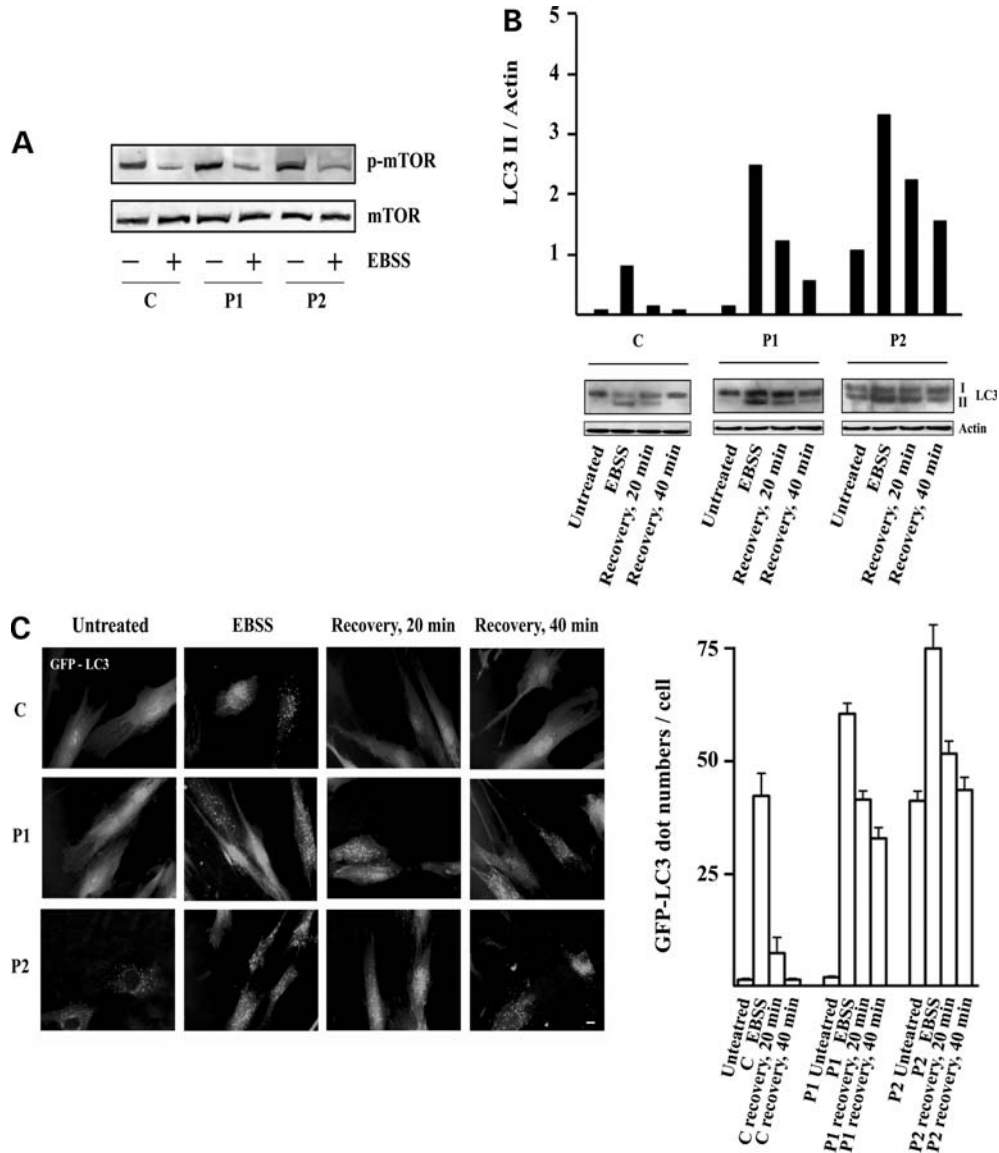 A
p-mTOR
mTOR
− + − + − + EBSS
C P1 P2
B
LC3 II / Actin
5
4
3
2
1
C P1 P2
I
II
LC3
Actin
Untreated
EBSS
Recovery, 20 min
Recovery, 40 min
Untreated
EBSS
Recovery, 20 min
Recovery, 40 min
Untreated
EBSS
Recovery, 20 min
Recovery, 40 min
C
Untreated EBSS Recovery, 20 min Recovery, 40 min
GFP - LC3
C
P1
P2
GFP-LC3 dot numbers / cell
75
50
25
Unteatred
C EBSS
C recovery, 20 min
C recovery, 40 min
P1 Unteatred
P1 EBSS
P1 recovery, 20 min
P1 recovery, 40 min
P2 Untreated
P2 EBSS
P2 recovery, 20 min
P2 recovery, 40 min